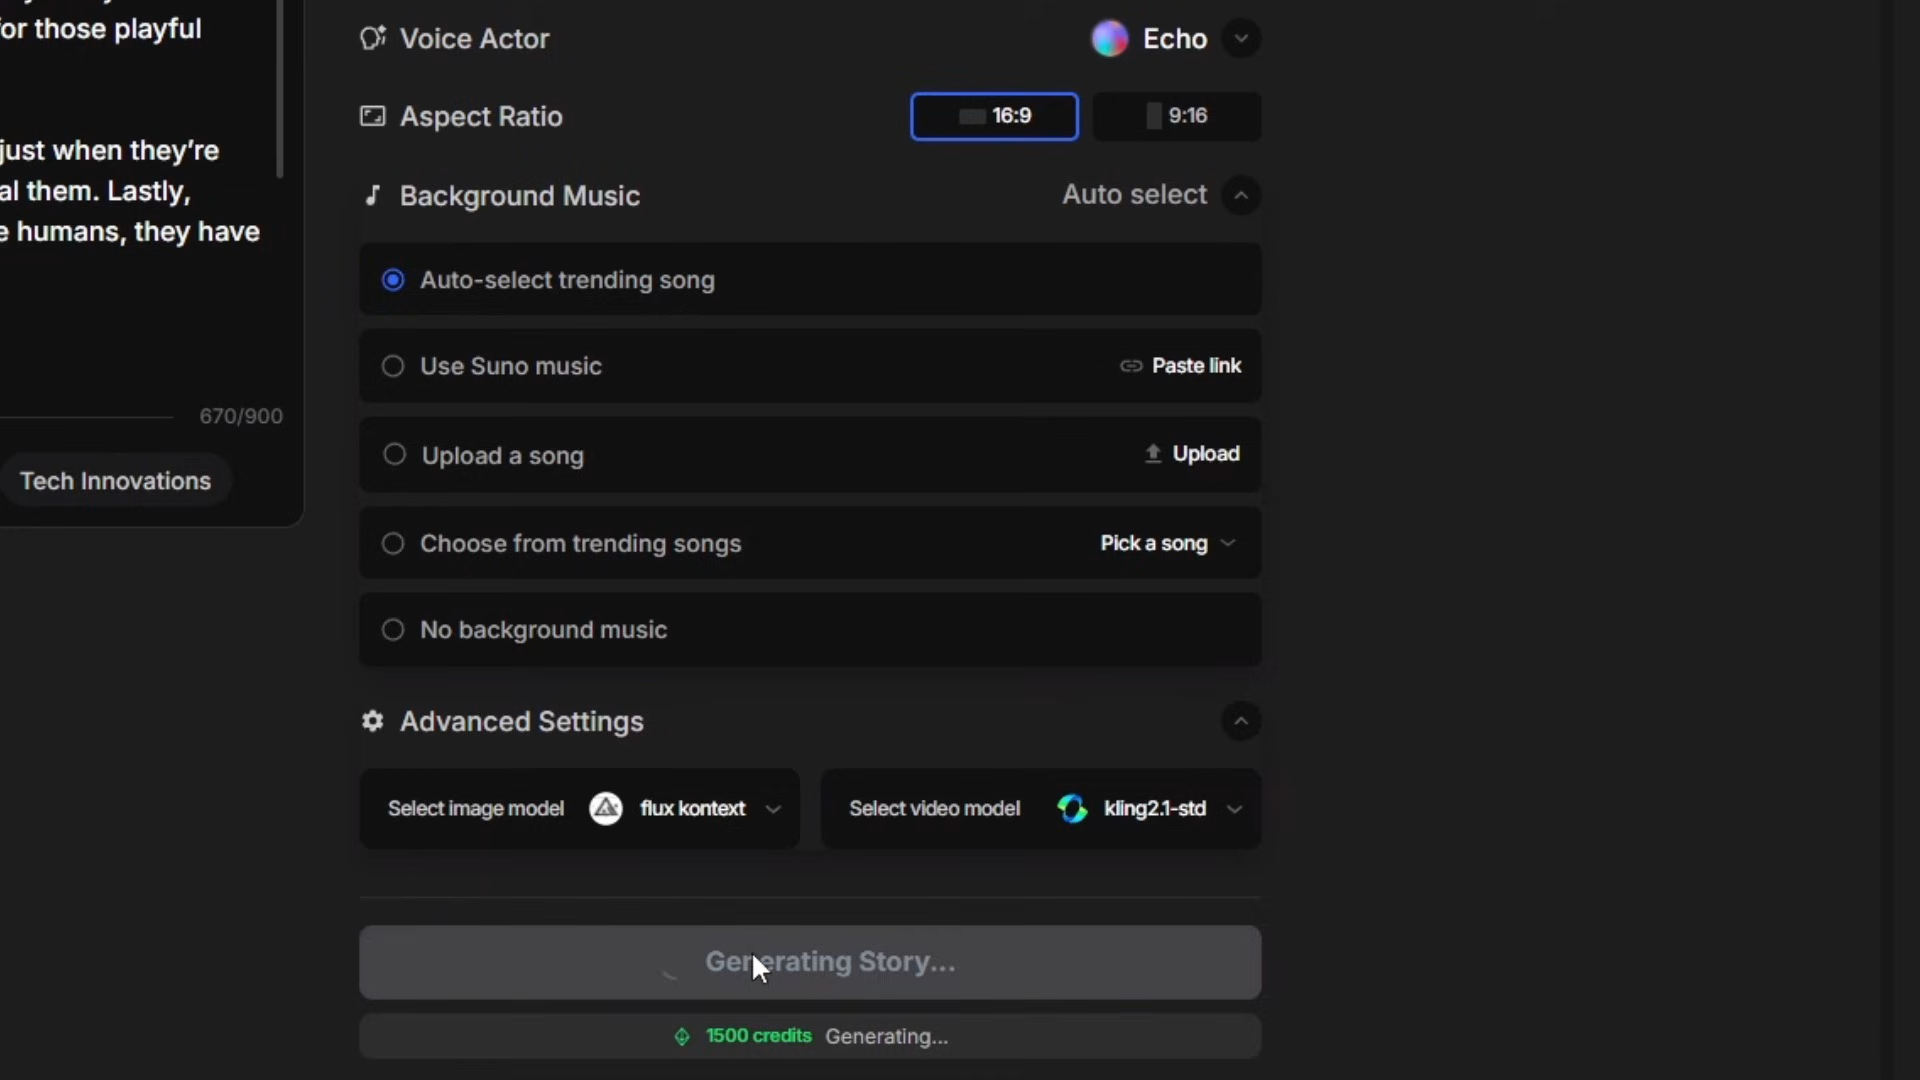 or those playful
just when they're
al them. Lastly,
e humans, they have
670/900
Tech Innovations
Voice Actor
Echo
Aspect Ratio
16:9
9:16
Background Music
Auto select
Auto-select trending song
Use Suno music
Paste link
Upload a song
Upload
Choose from trending songs
Pick a song
No background music
Advanced Settings
Select image model
flux kontext
Select video model
kling2.1-std
Generating Story...
1500 credits Generating...